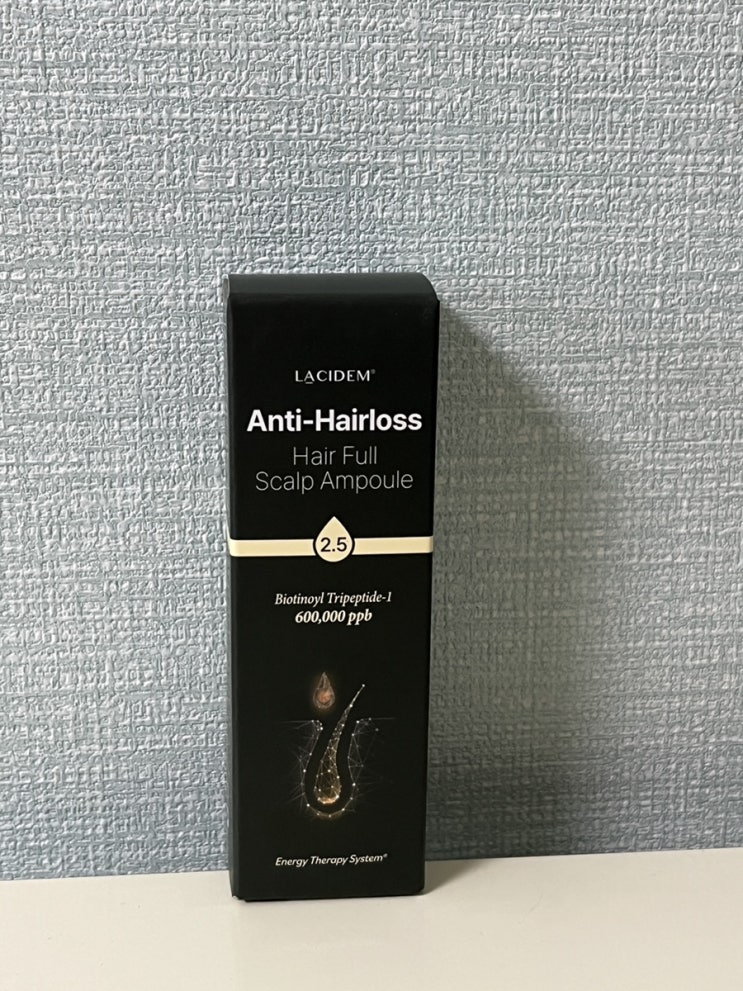 LACIDEM®
Anti-Hairloss
Hair Full
Scalp Ampoule
2.5
Biotinoyl Tripeptide-1
600,000 ppb
Energy Therapy System®